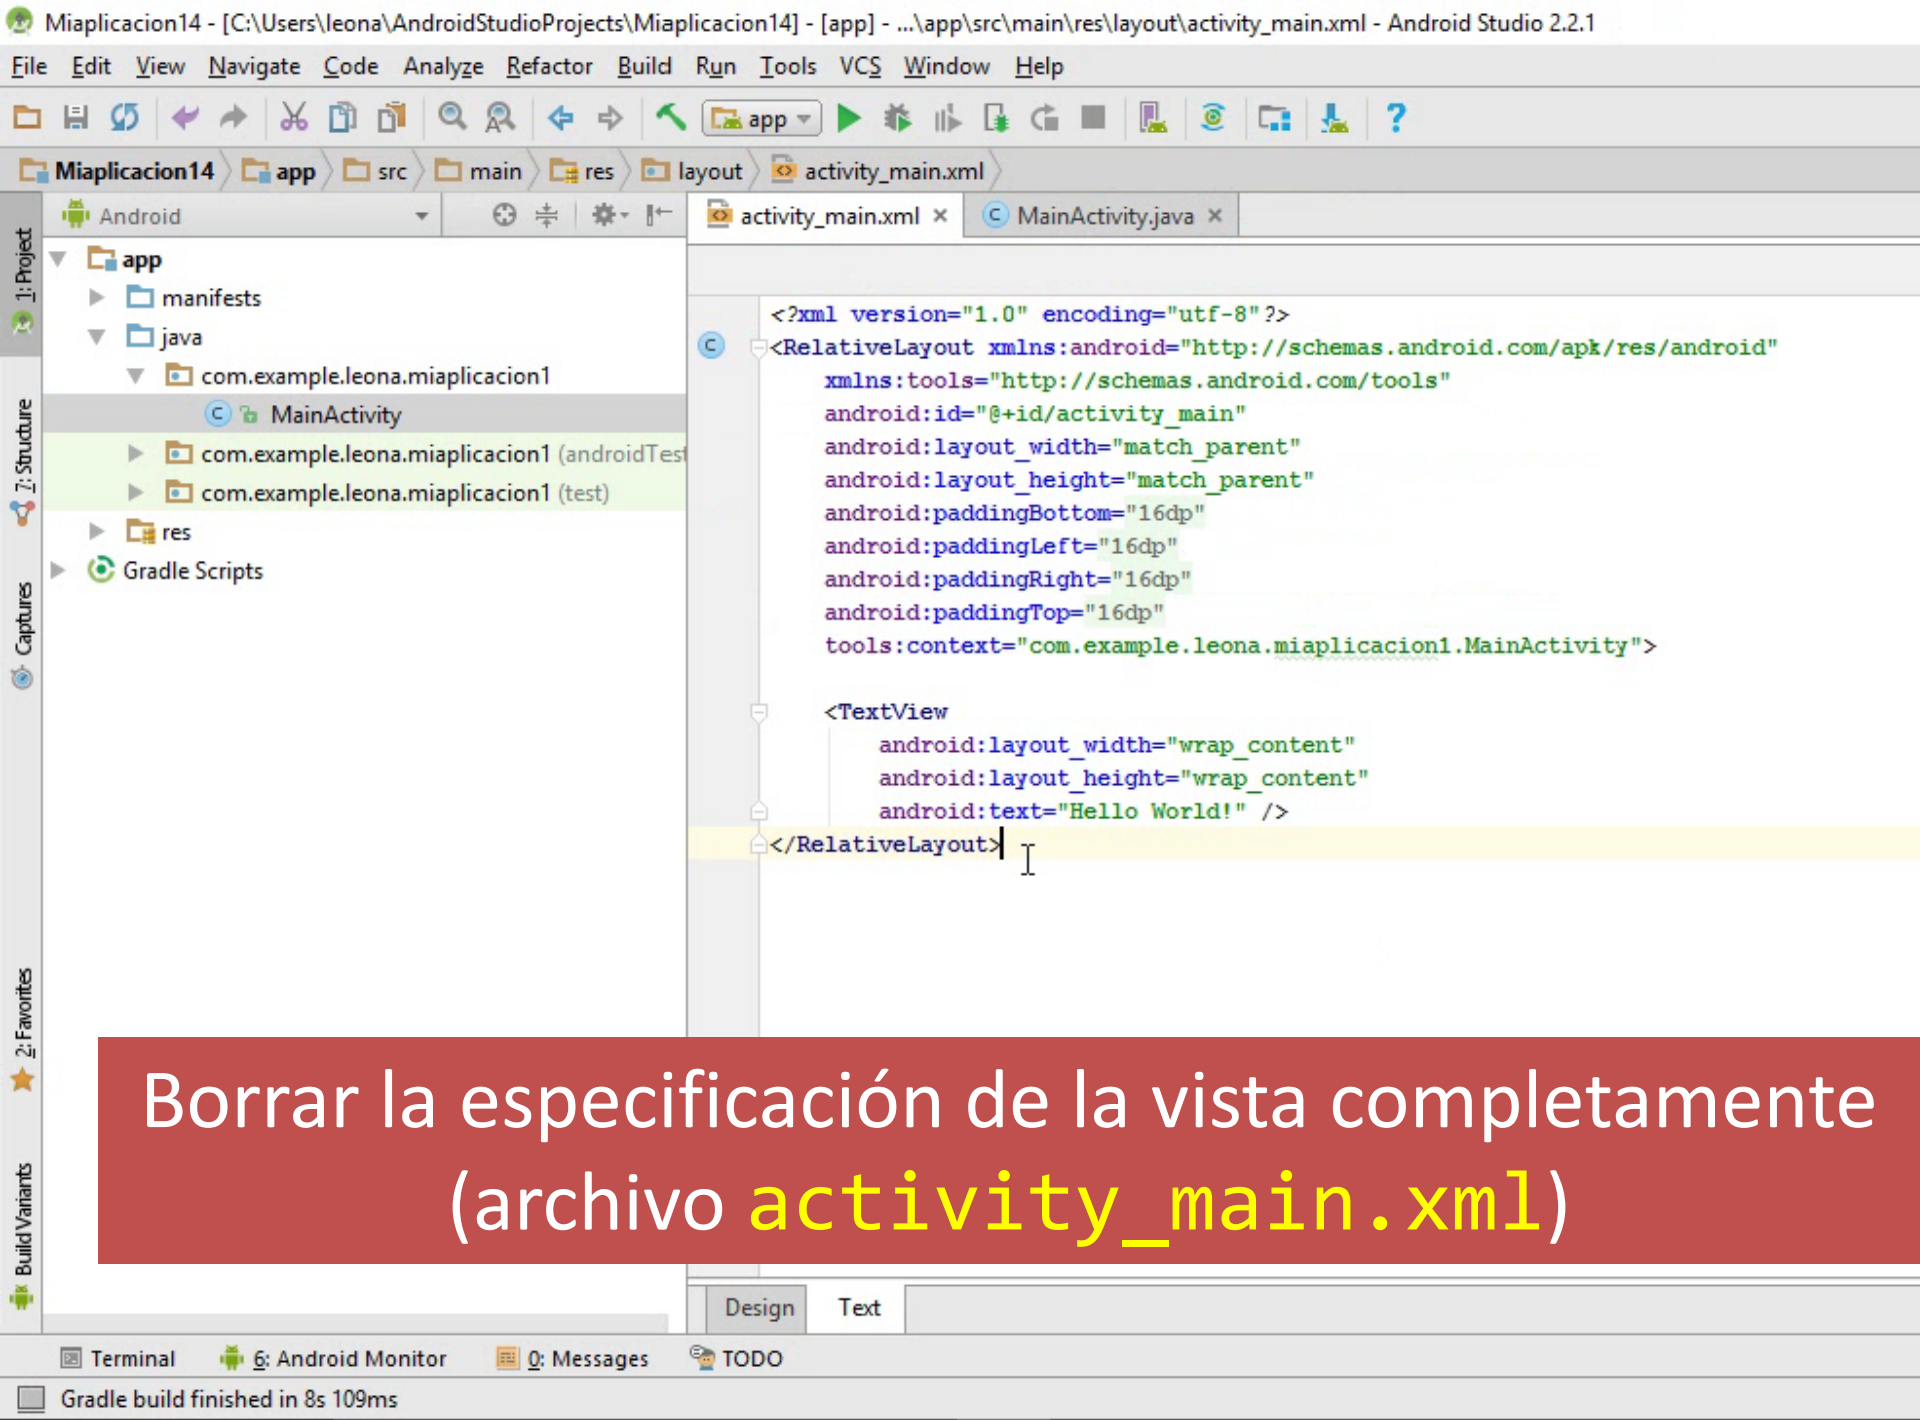 Miaplicacion14 - [C:\Users\leona\AndroidStudioProjects\Miaplicacion14] - [app] - ...\app\src\main\res\layout\activity_main.xml - Android Studio 2.2.1
File Edit View Navigate Code Analyze Refactor Build Run Tools VCS Window Help
app
Miaplicacion14 app src main res layout activity_main.xml
Android
activity_main.xml
MainActivity.java
1: Project
7: Structure
Captures
2: Favorites
Build Variants
app
manifests
java
com.example.leona.miaplicacion1
MainActivity
com.example.leona.miaplicacion1 (androidTest
com.example.leona.miaplicacion1 (test)
res
Gradle Scripts
<?xml version="1.0" encoding="utf-8"?>
<RelativeLayout xmlns:android="http://schemas.android.com/apk/res/android"
xmlns:tools="http://schemas.android.com/tools"
android:id="@+id/activity_main"
android:layout_width="match_parent"
android:layout_height="match_parent"
android:paddingBottom="16dp"
android:paddingLeft="16dp"
android:paddingRight="16dp"
android:paddingTop="16dp"
tools:context="com.example.leona.miaplicacion1.MainActivity">
<TextView
android:layout_width="wrap_content"
android:layout_height="wrap_content"
android:text="Hello World!" />
</RelativeLayout>
Borrar la especificación de la vista completamente
(archivo activity_main.xml)
Design Text
Terminal 6: Android Monitor 0: Messages TODO
Gradle build finished in 8s 109ms